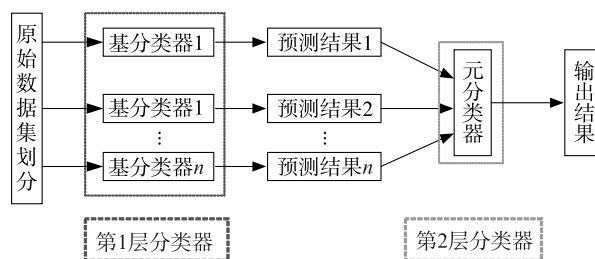 原始数据集划分
基分类器1
预测结果1
基分类器1
预测结果2
⋮
⋮
基分类器n
预测结果n
元分类器
输出结果
第1层分类器
第2层分类器